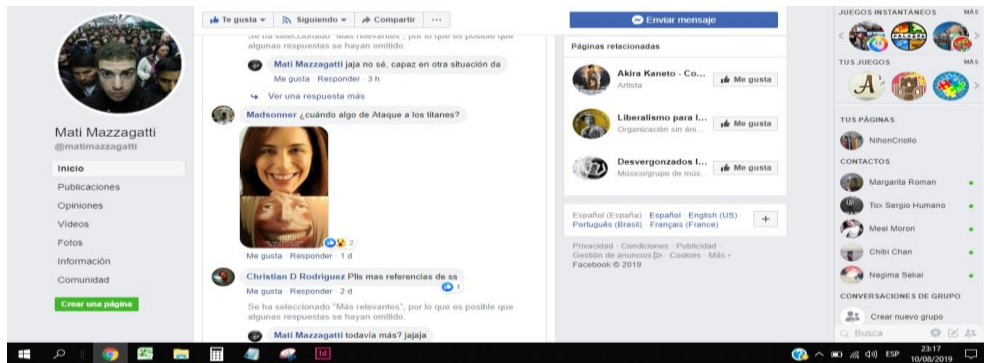 Te gusta
Siguiendo
Compartir
Enviar mensaje
Mati Mazzagatti
@matimazzagatti
Inicio
Publicaciones
Opiniones
Vídeos
Fotos
Información
Comunidad
Crear una página
Se ha seleccionado "Más relevantes", por lo que es posible que
algunas respuestas se hayan omitido.
Mati Mazzagatti jaja no sé, capaz en otra situación da
Me gusta · Responder · 3 h
Ver una respuesta más
Madsonner ¿cuándo algo de Ataque a los titanes?
2
Me gusta · Responder · 1 d
Christian D Rodriguez Plis mas referencias de ss
1
Me gusta · Responder · 2 d
Se ha seleccionado "Más relevantes", por lo que es posible que
algunas respuestas se hayan omitido.
Mati Mazzagatti todavía más? jajaja
Páginas relacionadas
Akira Kaneto - Co...
Artista
Me gusta
Liberalismo para l...
Organización sin áni...
Me gusta
Desvergonzados l...
Músico/grupo de mús...
Me gusta
Español (España) · Español · English (US) ·
Português (Brasil) · Français (France)
Privacidad · Condiciones · Publicidad ·
Gestión de anuncios · Cookies · Más
Facebook © 2019
JUEGOS INSTANTÁNEOS MÁS
PALABRA
TUS JUEGOS MÁS
A
TUS PÁGINAS
NihonCriollo
CONTACTOS
Margarita Roman
Tox Sergio Humano
Meel Moron
Chibi Chan
Negima Sekai
CONVERSACIONES DE GRUPO
Crear nuevo grupo
Busca
Id
ESP
23:17
10/08/2019